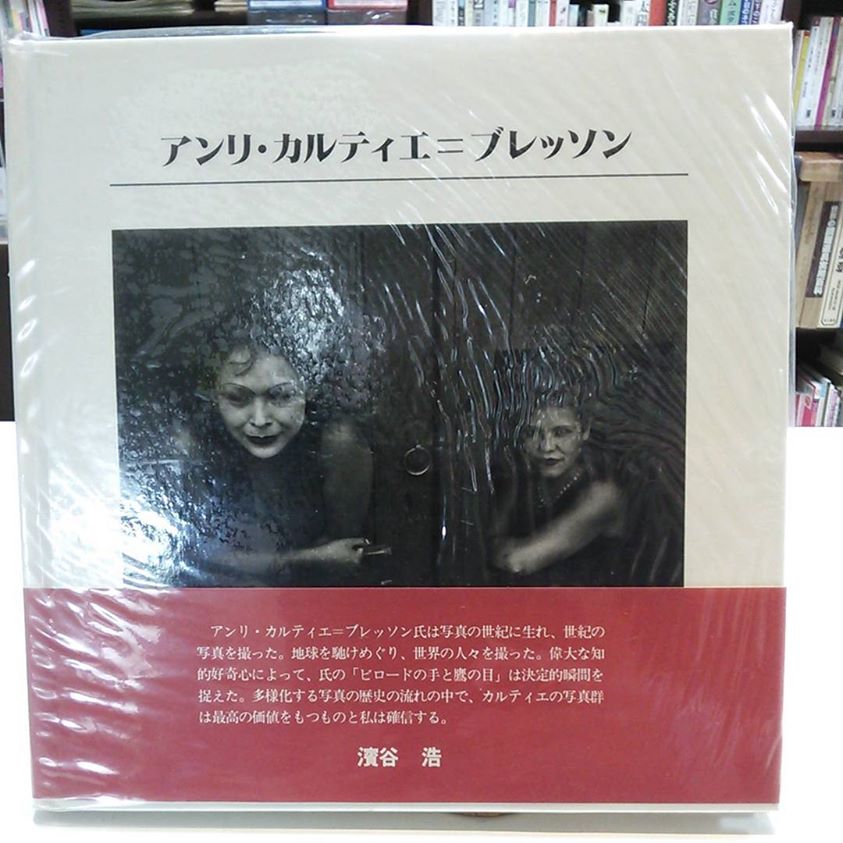 アンリ・カルティエ＝ブレッソン
アンリ・カルティエ＝ブレッソン氏は写真の世紀に生れ、世紀の
写真を撮った。地球を馳けめぐり、世界の人々を撮った。偉大な知
的好奇心によって、氏の「ビロードの手と鷹の目」は決定的瞬間を
捉えた。多様化する写真の歴史の流れの中で、カルティエの写真群
は最高の価値をもつものと私は確信する。
濱谷　浩